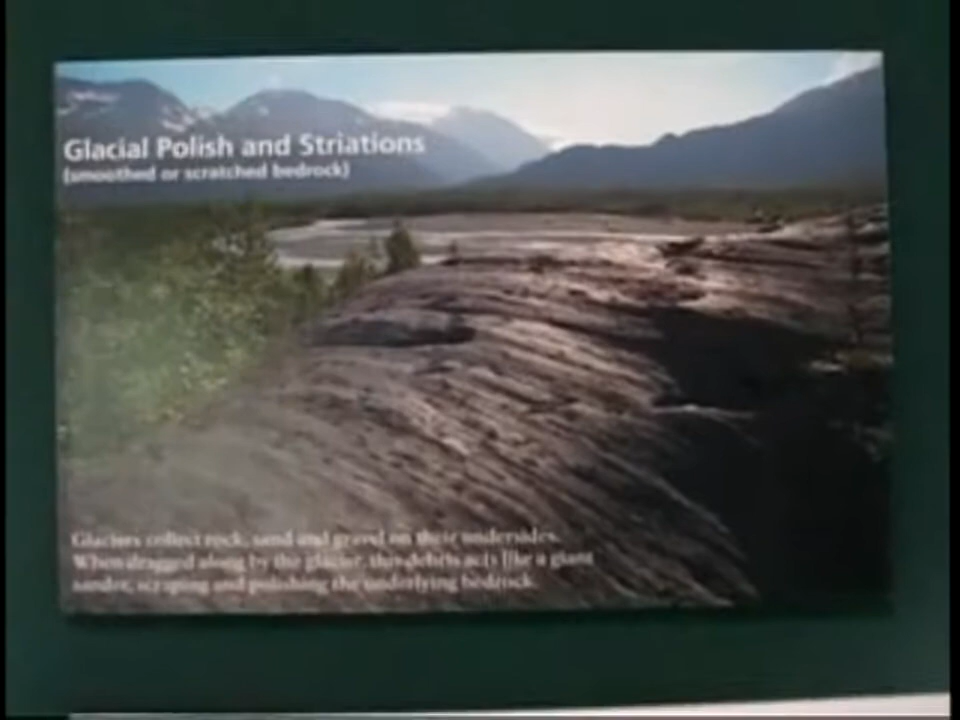 Glacial Polish and Striations
(smoothed or scratched bedrock)
Glaciers collect rock, sand and gravel on their undersides.
When dragged along by the glacier, this debris acts like a giant
sander, scraping and polishing the underlying bedrock.